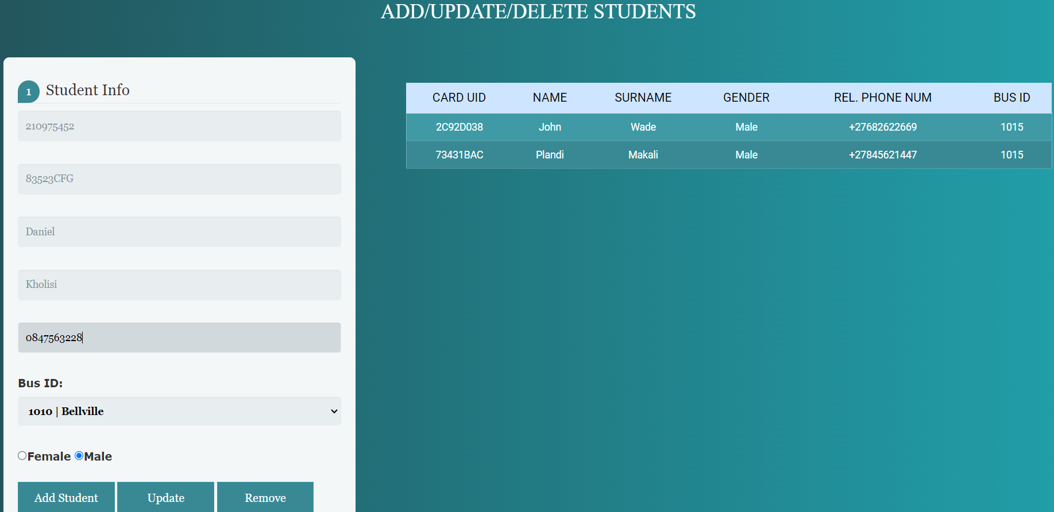 ADD/UPDATE/DELETE STUDENTS
1 Student Info
210975452
83523CFG
Daniel
Kholisi
0847563228
Bus ID:
1010 | Bellville
Female Male
Add Student Update Remove
CARD UID NAME SURNAME GENDER REL. PHONE NUM BUS ID
2C92D038 John Wade Male +27682622669 1015
73431BAC Plandi Makali Male +27845621447 1015